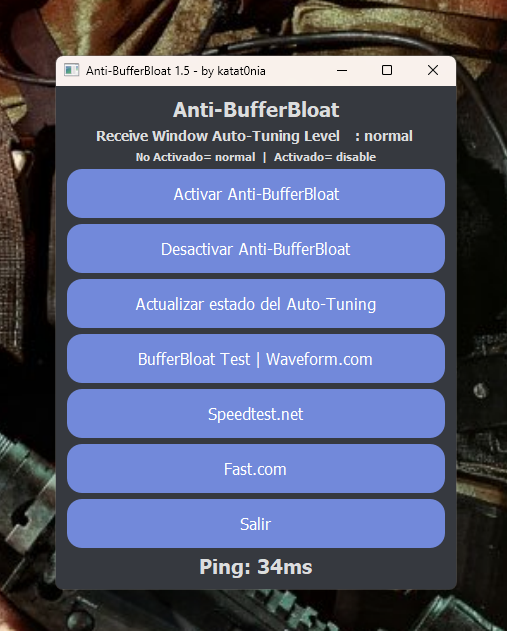 Anti-BufferBloat 1.5 - by katat0nia
Anti-BufferBloat
Receive Window Auto-Tuning Level : normal
No Activado= normal | Activado= disable
Activar Anti-BufferBloat
Desactivar Anti-BufferBloat
Actualizar estado del Auto-Tuning
BufferBloat Test | Waveform.com
Speedtest.net
Fast.com
Salir
Ping: 34ms